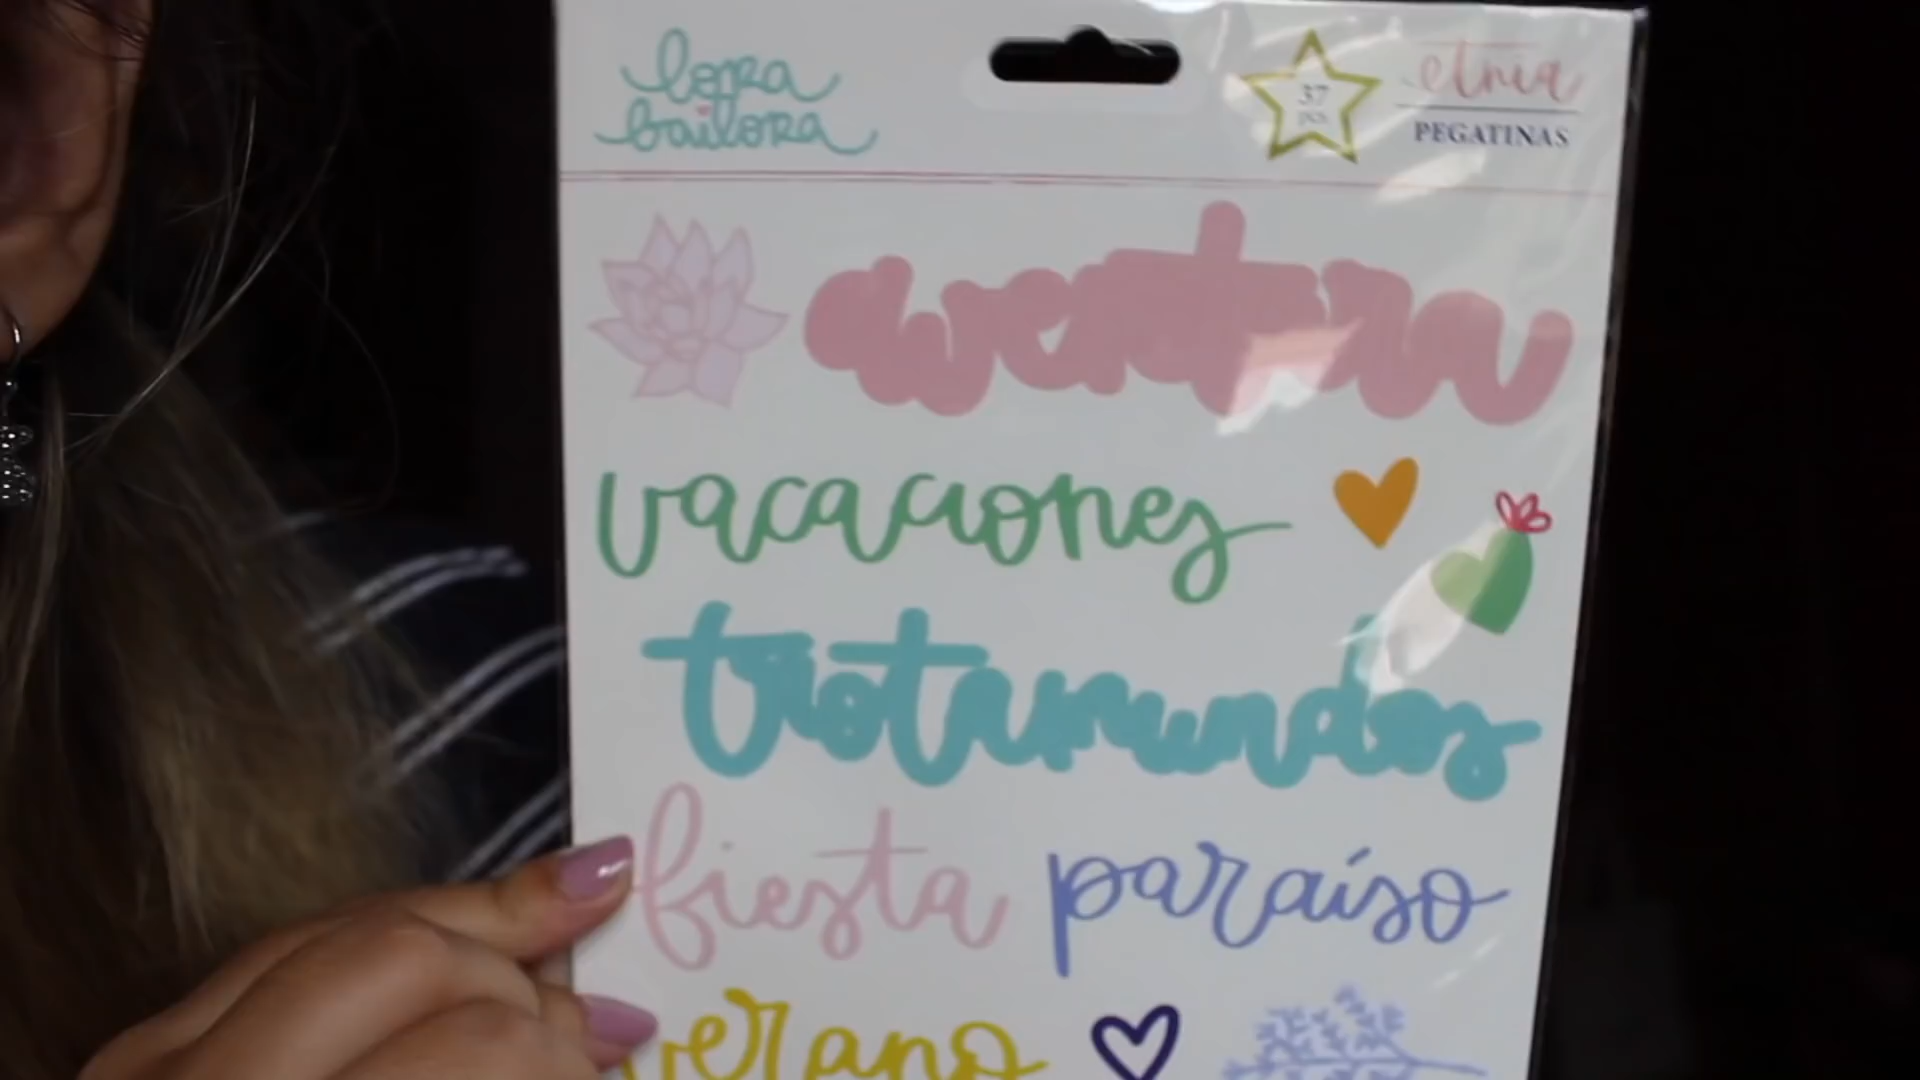 lora
bailora
37
pcs.
etnia
PEGATINAS
aventura
vacaciones
trotamundos
fiesta paraíso
verano